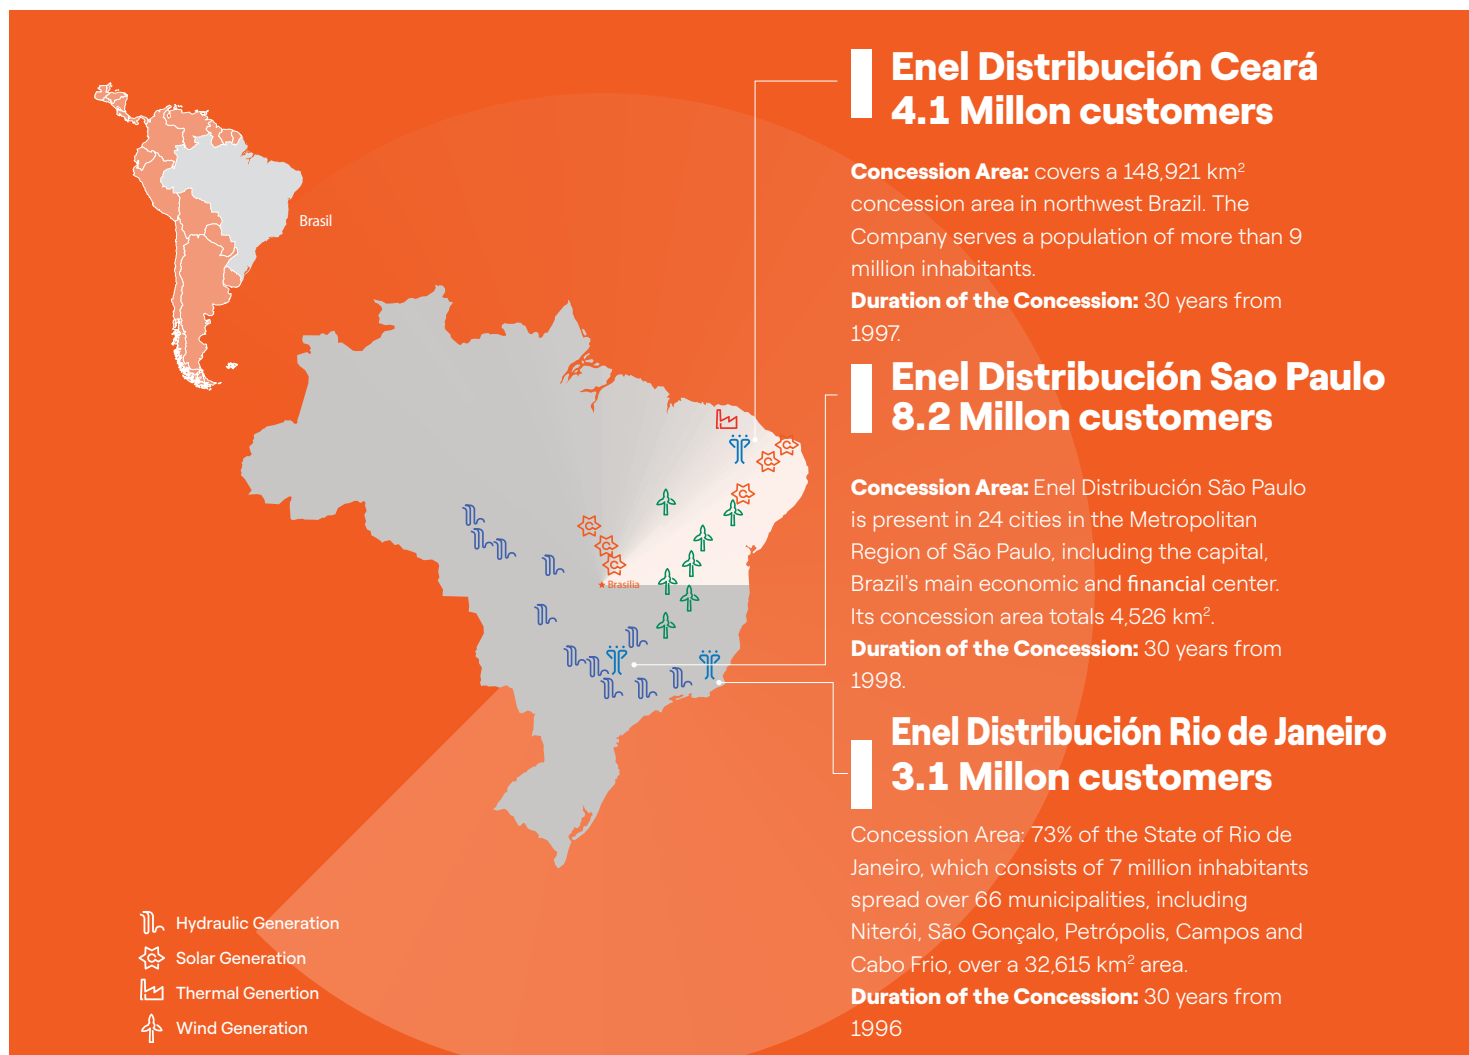 Enel Distribución Ceará
4.1 Millon customers
Concession Area: covers a 148,921 km²
concession area in northwest Brazil. The
Company serves a population of more than 9
million inhabitants.
Duration of the Concession: 30 years from
1997.
Brasil
Enel Distribución Sao Paulo
8.2 Millon customers
Concession Area: Enel Distribución São Paulo
is present in 24 cities in the Metropolitan
Region of São Paulo, including the capital,
Brazil's main economic and financial center.
Its concession area totals 4,526 km².
Duration of the Concession: 30 years from
1998.
Brasilia
Enel Distribución Rio de Janeiro
3.1 Millon customers
Concession Area: 73% of the State of Rio de
Janeiro, which consists of 7 million inhabitants
spread over 66 municipalities, including
Niterói, São Gonçalo, Petrópolis, Campos and
Cabo Frio, over a 32,615 km² area.
Duration of the Concession: 30 years from
1996
Hydraulic Generation
Solar Generation
Thermal Genertion
Wind Generation